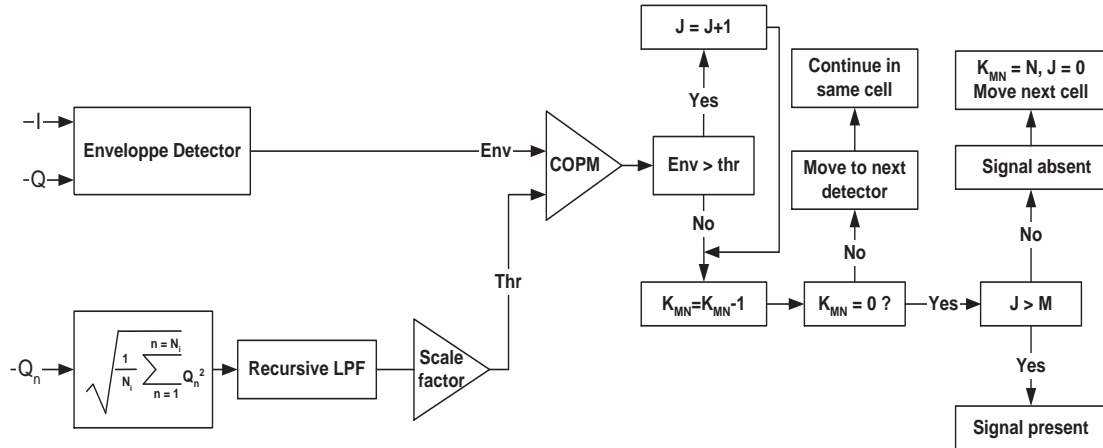 J = J+1
Continue in
same cell
K_MN = N, J = 0
Move next cell
Yes
–I
Enveloppe Detector
Env
COPM
Env > thr
Move to next
detector
Signal absent
-Q
No
No
No
Thr
K_MN=K_MN-1
K_MN = 0 ?
Yes
J > M
-Q_n
√ 1/N_i ∑ n = N_i n = 1 Q_n²
Recursive LPF
Scale
factor
Yes
Signal present